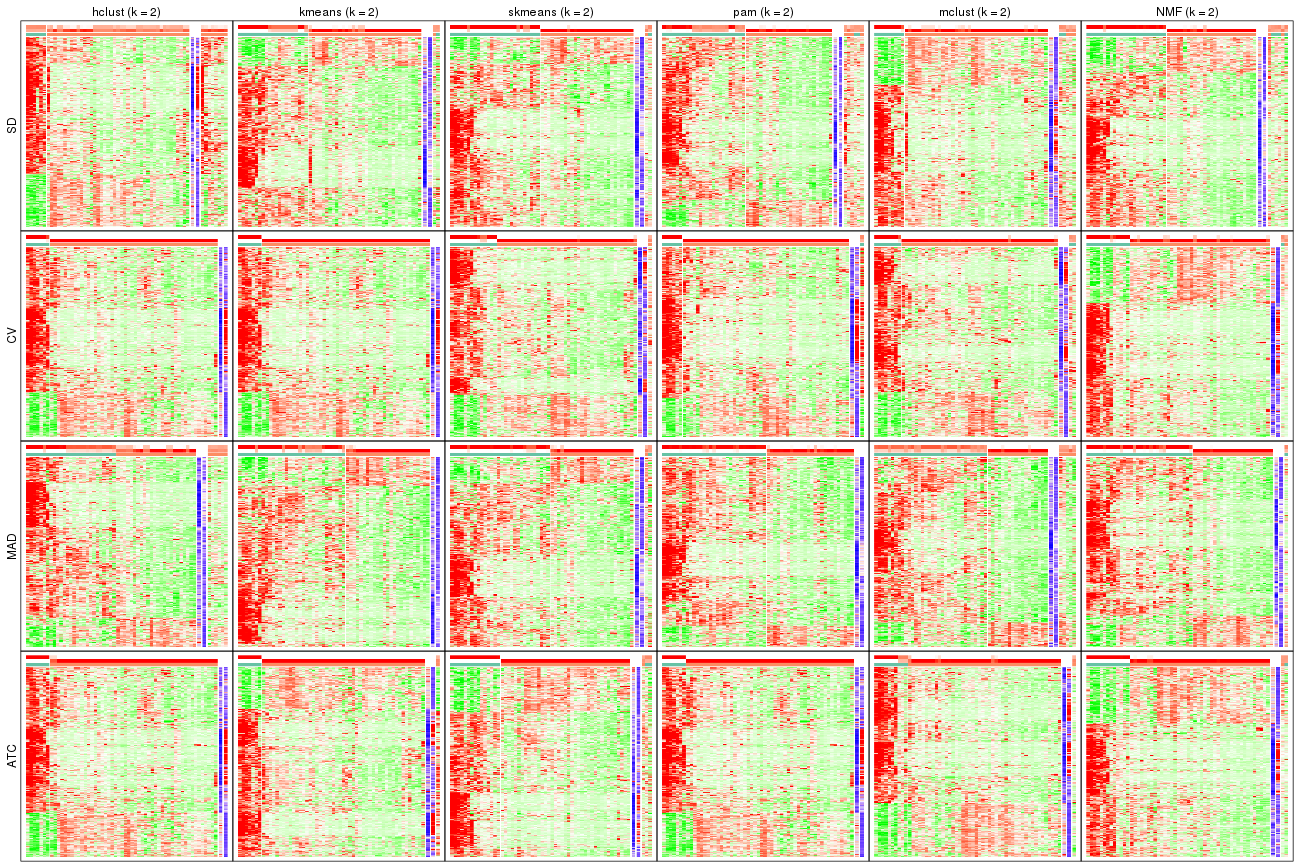 hclust (k = 2) kmeans (k = 2) skmeans (k = 2) pam (k = 2) mclust (k = 2) NMF (k = 2)
SD
CV
MAD
ATC